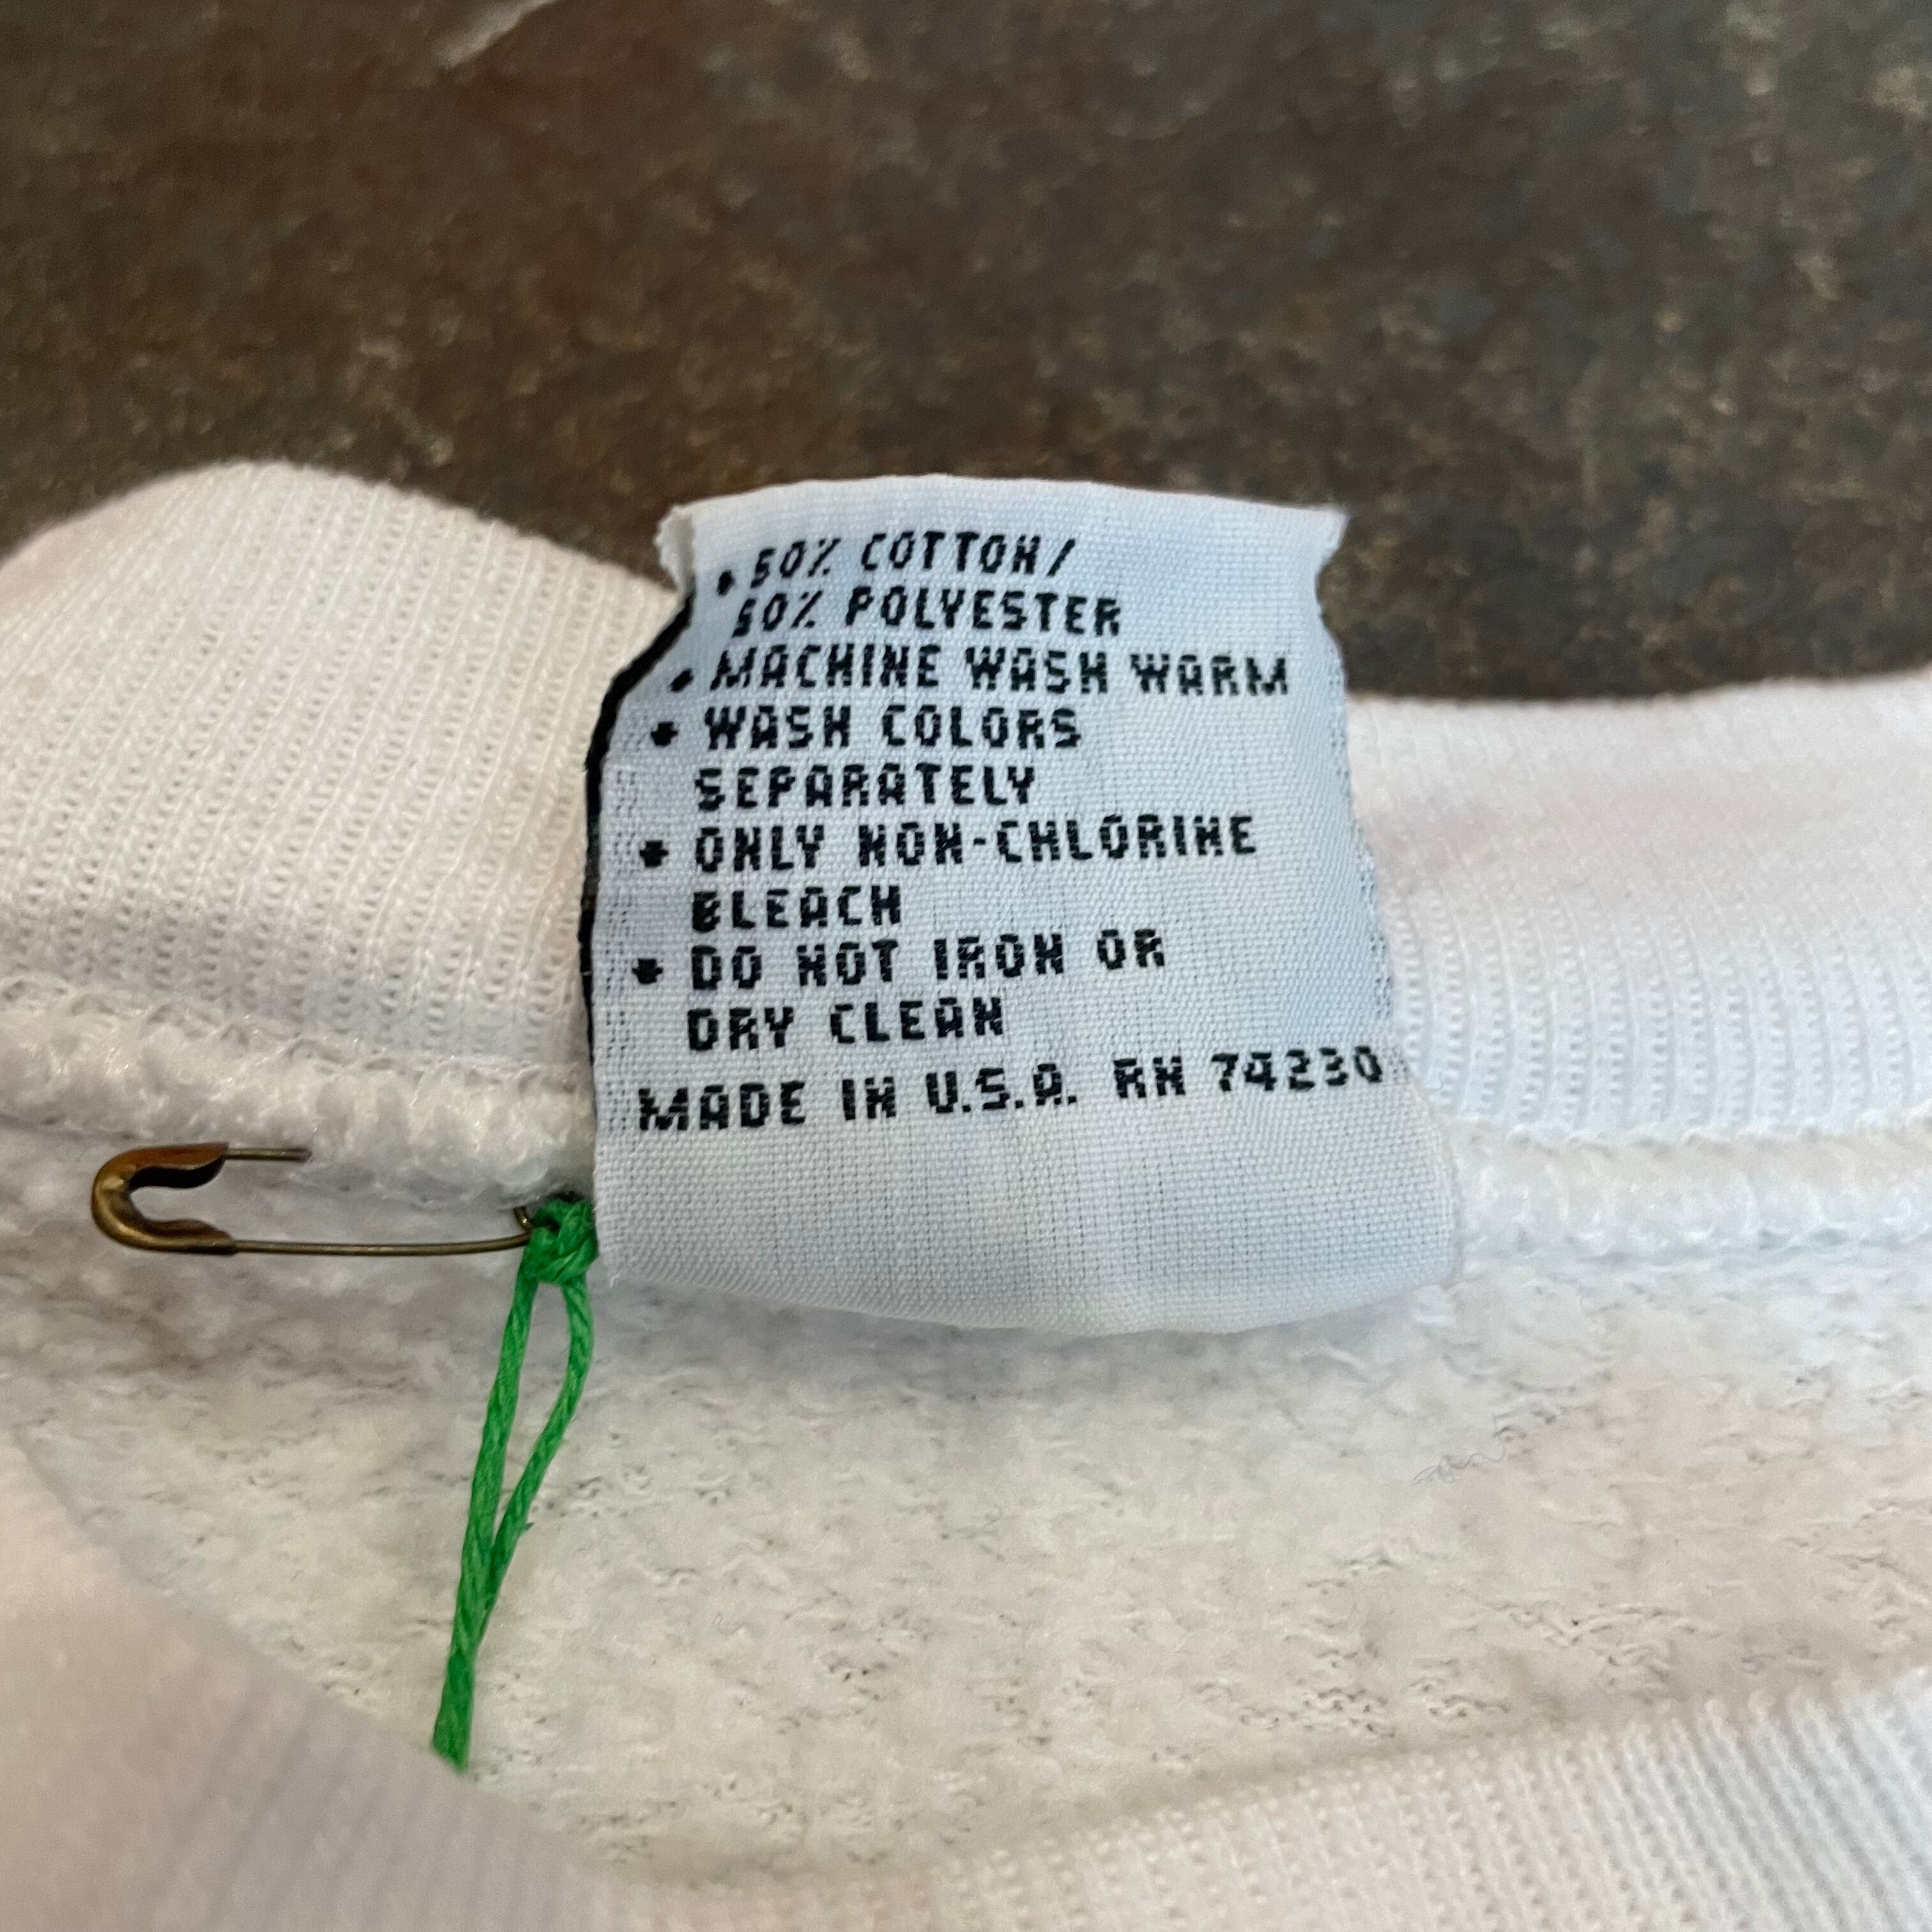 • 50% COTTON/
50% POLYESTER
• MACHINE WASH WARM
• WASH COLORS
SEPARATELY
• ONLY NON-CHLORINE
BLEACH
• DO NOT IRON OR
DRY CLEAN
MADE IN U.S.A. RN 74230